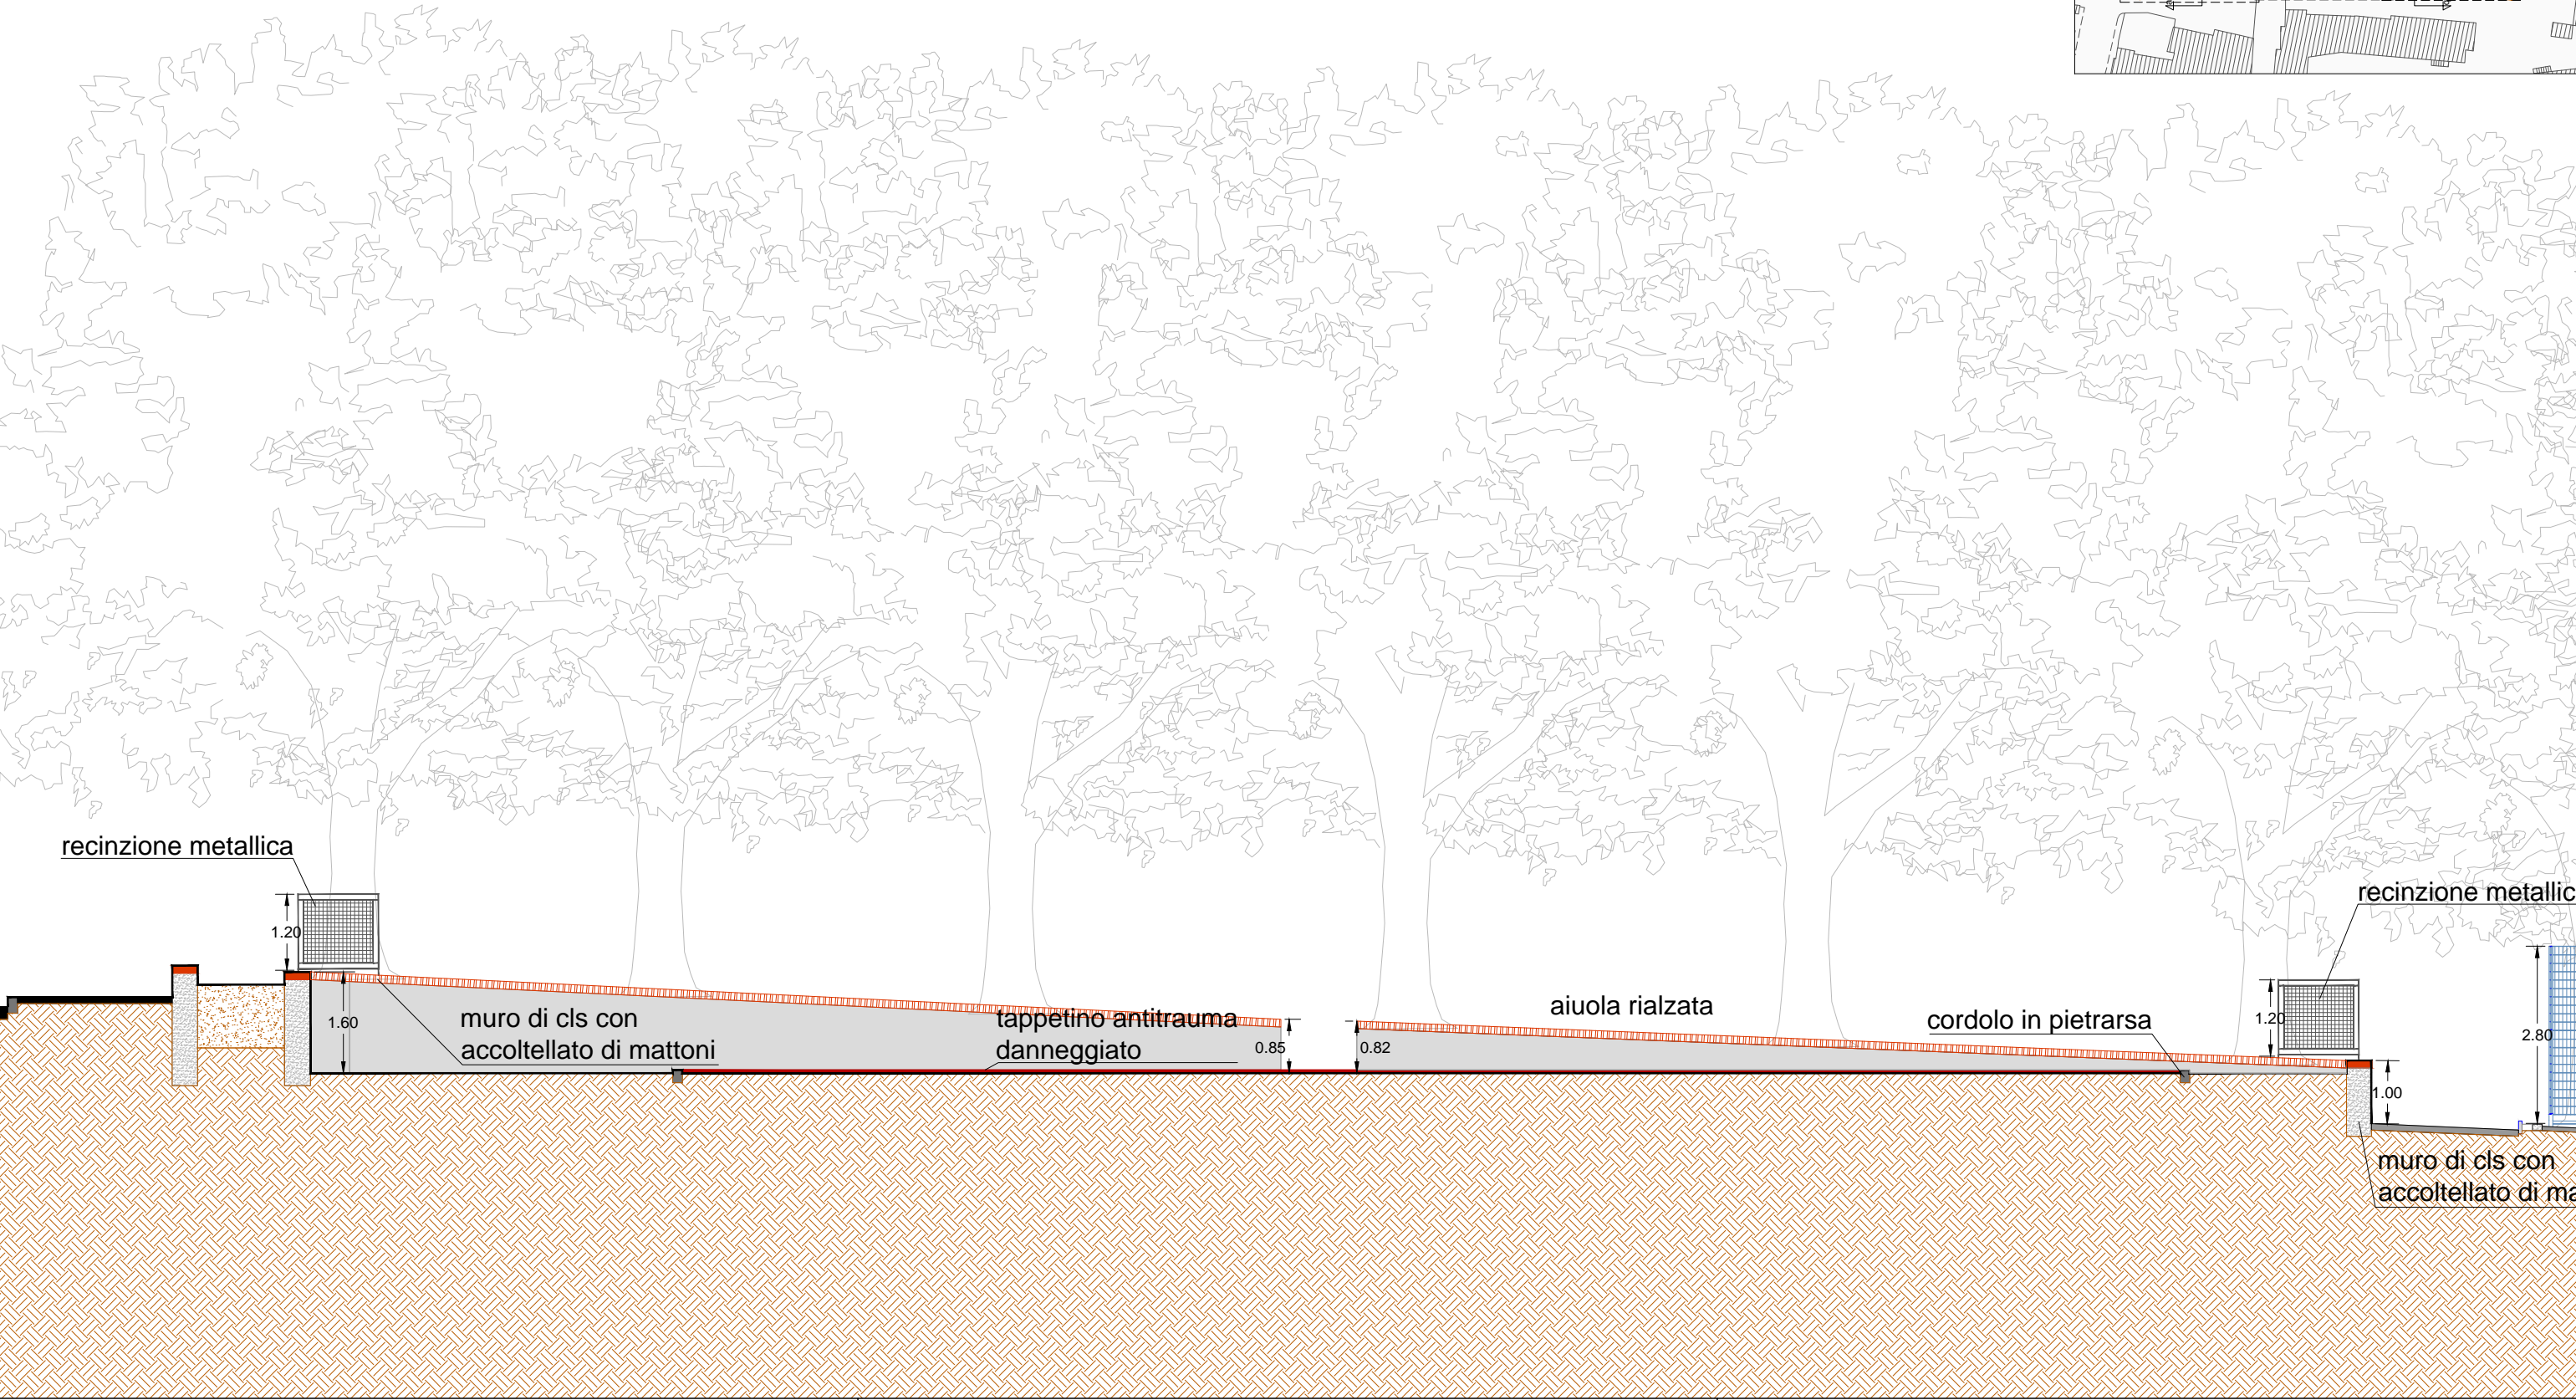 recinzione metallica
recinzione metallic
1.20
1.60
muro di cls con
accoltellato di mattoni
tappetino antitrauma
danneggiato
0.85
0.82
aiuola rialzata
cordolo in pietrarsa
1.20
2.80
1.00
muro di cls con
accoltellato di ma